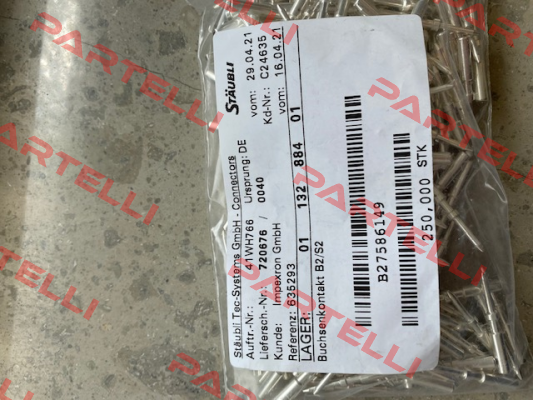 STÄUBLI
Stäubli Tec-Systems GmbH - Connectors
Auftr.-Nr.: 41WH766 Ursprung: DE vom: 29.04.21
Liefersch.-Nr.: 720676 / 0040 Kd-Nr.: C24635
Kunde: Impexron GmbH vom: 16.04.21
Referenz: 635293
LAGER: 01 132 884 01
Buchsenkontakt B2/S2
B27586149
250,000 STK
PARTELLI
PARTELLI
PARTELLI
PARTELLI
PARTELLI
PARTELLI